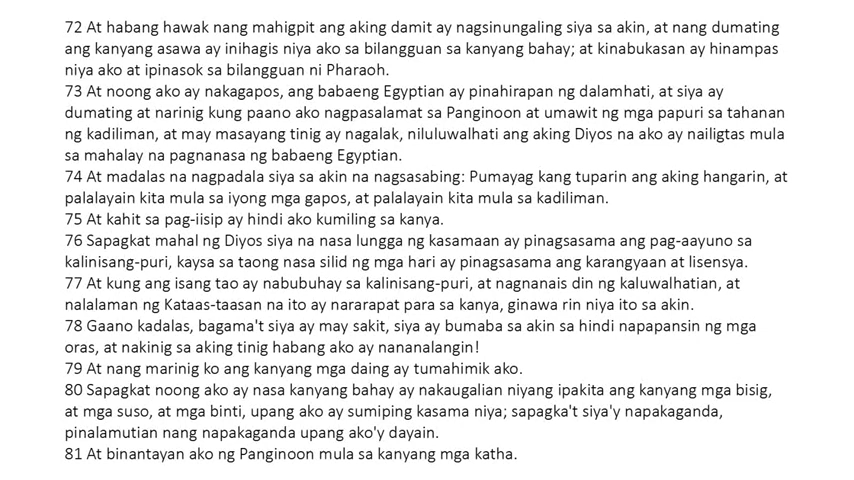 72 At habang hawak nang mahigpit ang aking damit ay nagsinungaling siya sa akin, at nang dumating
ang kanyang asawa ay inihagis niya ako sa bilangguan sa kanyang bahay; at kinabukasan ay hinampas
niya ako at ipinasok sa bilangguan ni Pharaoh.
73 At noong ako ay nakagapos, ang babaeng Egyptian ay pinahirapan ng dalamhati, at siya ay
dumating at narinig kung paano ako nagpasalamat sa Panginoon at umawit ng mga papuri sa tahanan
ng kadiliman, at may masayang tinig ay nagalak, niluluwalhati ang aking Diyos na ako ay nailigtas mula
sa mahalay na pagnanasa ng babaeng Egyptian.
74 At madalas na nagpadala siya sa akin na nagsasabing: Pumayag kang tuparin ang aking hangarin, at
palalayain kita mula sa iyong mga gapos, at palalayain kita mula sa kadiliman.
75 At kahit sa pag-iisip ay hindi ako kumiling sa kanya.
76 Sapagkat mahal ng Diyos siya na nasa lungga ng kasamaan ay pinagsasama ang pag-aayuno sa
kalinisang-puri, kaysa sa taong nasa silid ng mga hari ay pinagsasama ang karangyaan at lisensya.
77 At kung ang isang tao ay nabubuhay sa kalinisang-puri, at nagnanais din ng kaluwalhatian, at
nalalaman ng Kataas-taasan na ito ay nararapat para sa kanya, ginawa rin niya ito sa akin.
78 Gaano kadalas, bagama't siya ay may sakit, siya ay bumaba sa akin sa hindi napapansin ng mga
oras, at nakinig sa aking tinig habang ako ay nananalangin!
79 At nang marinig ko ang kanyang mga daing ay tumahimik ako.
80 Sapagkat noong ako ay nasa kanyang bahay ay nakaugalian niyang ipakita ang kanyang mga bisig,
at mga suso, at mga binti, upang ako ay sumiping kasama niya; sapagka't siya'y napakaganda,
pinalamutian nang napakaganda upang ako'y dayain.
81 At binantayan ako ng Panginoon mula sa kanyang mga katha.